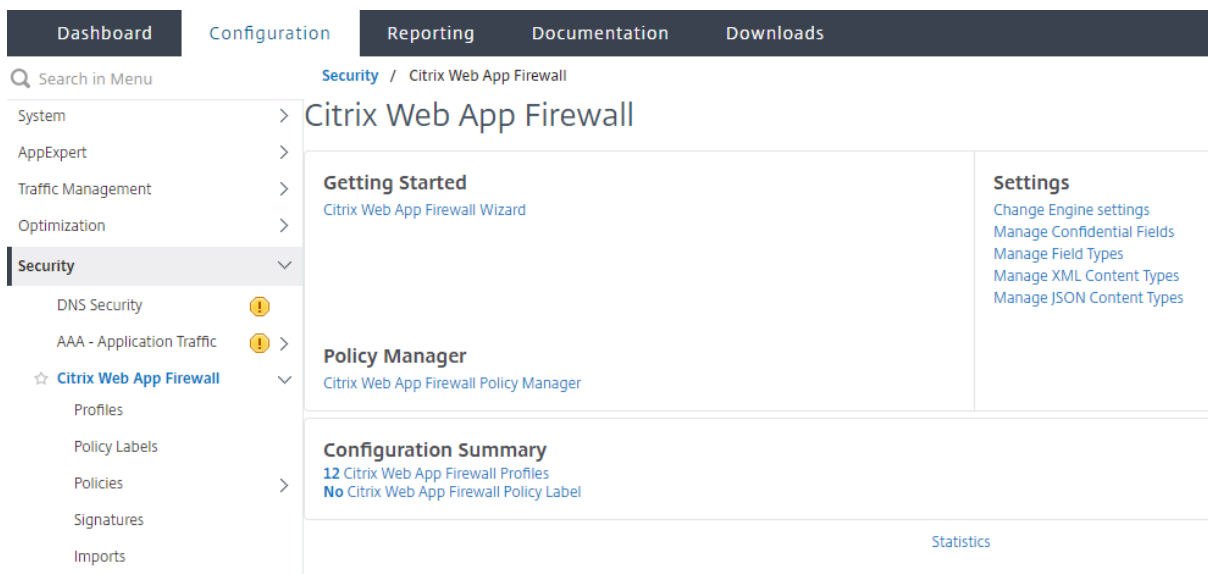 Dashboard
Configuration
Reporting
Documentation
Downloads
Search in Menu
System
AppExpert
Traffic Management
Optimization
Security
DNS Security
AAA - Application Traffic
Citrix Web App Firewall
Profiles
Policy Labels
Policies
Signatures
Imports
Security / Citrix Web App Firewall
Citrix Web App Firewall
Getting Started
Citrix Web App Firewall Wizard
Policy Manager
Citrix Web App Firewall Policy Manager
Settings
Change Engine settings
Manage Confidential Fields
Manage Field Types
Manage XML Content Types
Manage JSON Content Types
Configuration Summary
12 Citrix Web App Firewall Profiles
No Citrix Web App Firewall Policy Label
Statistics